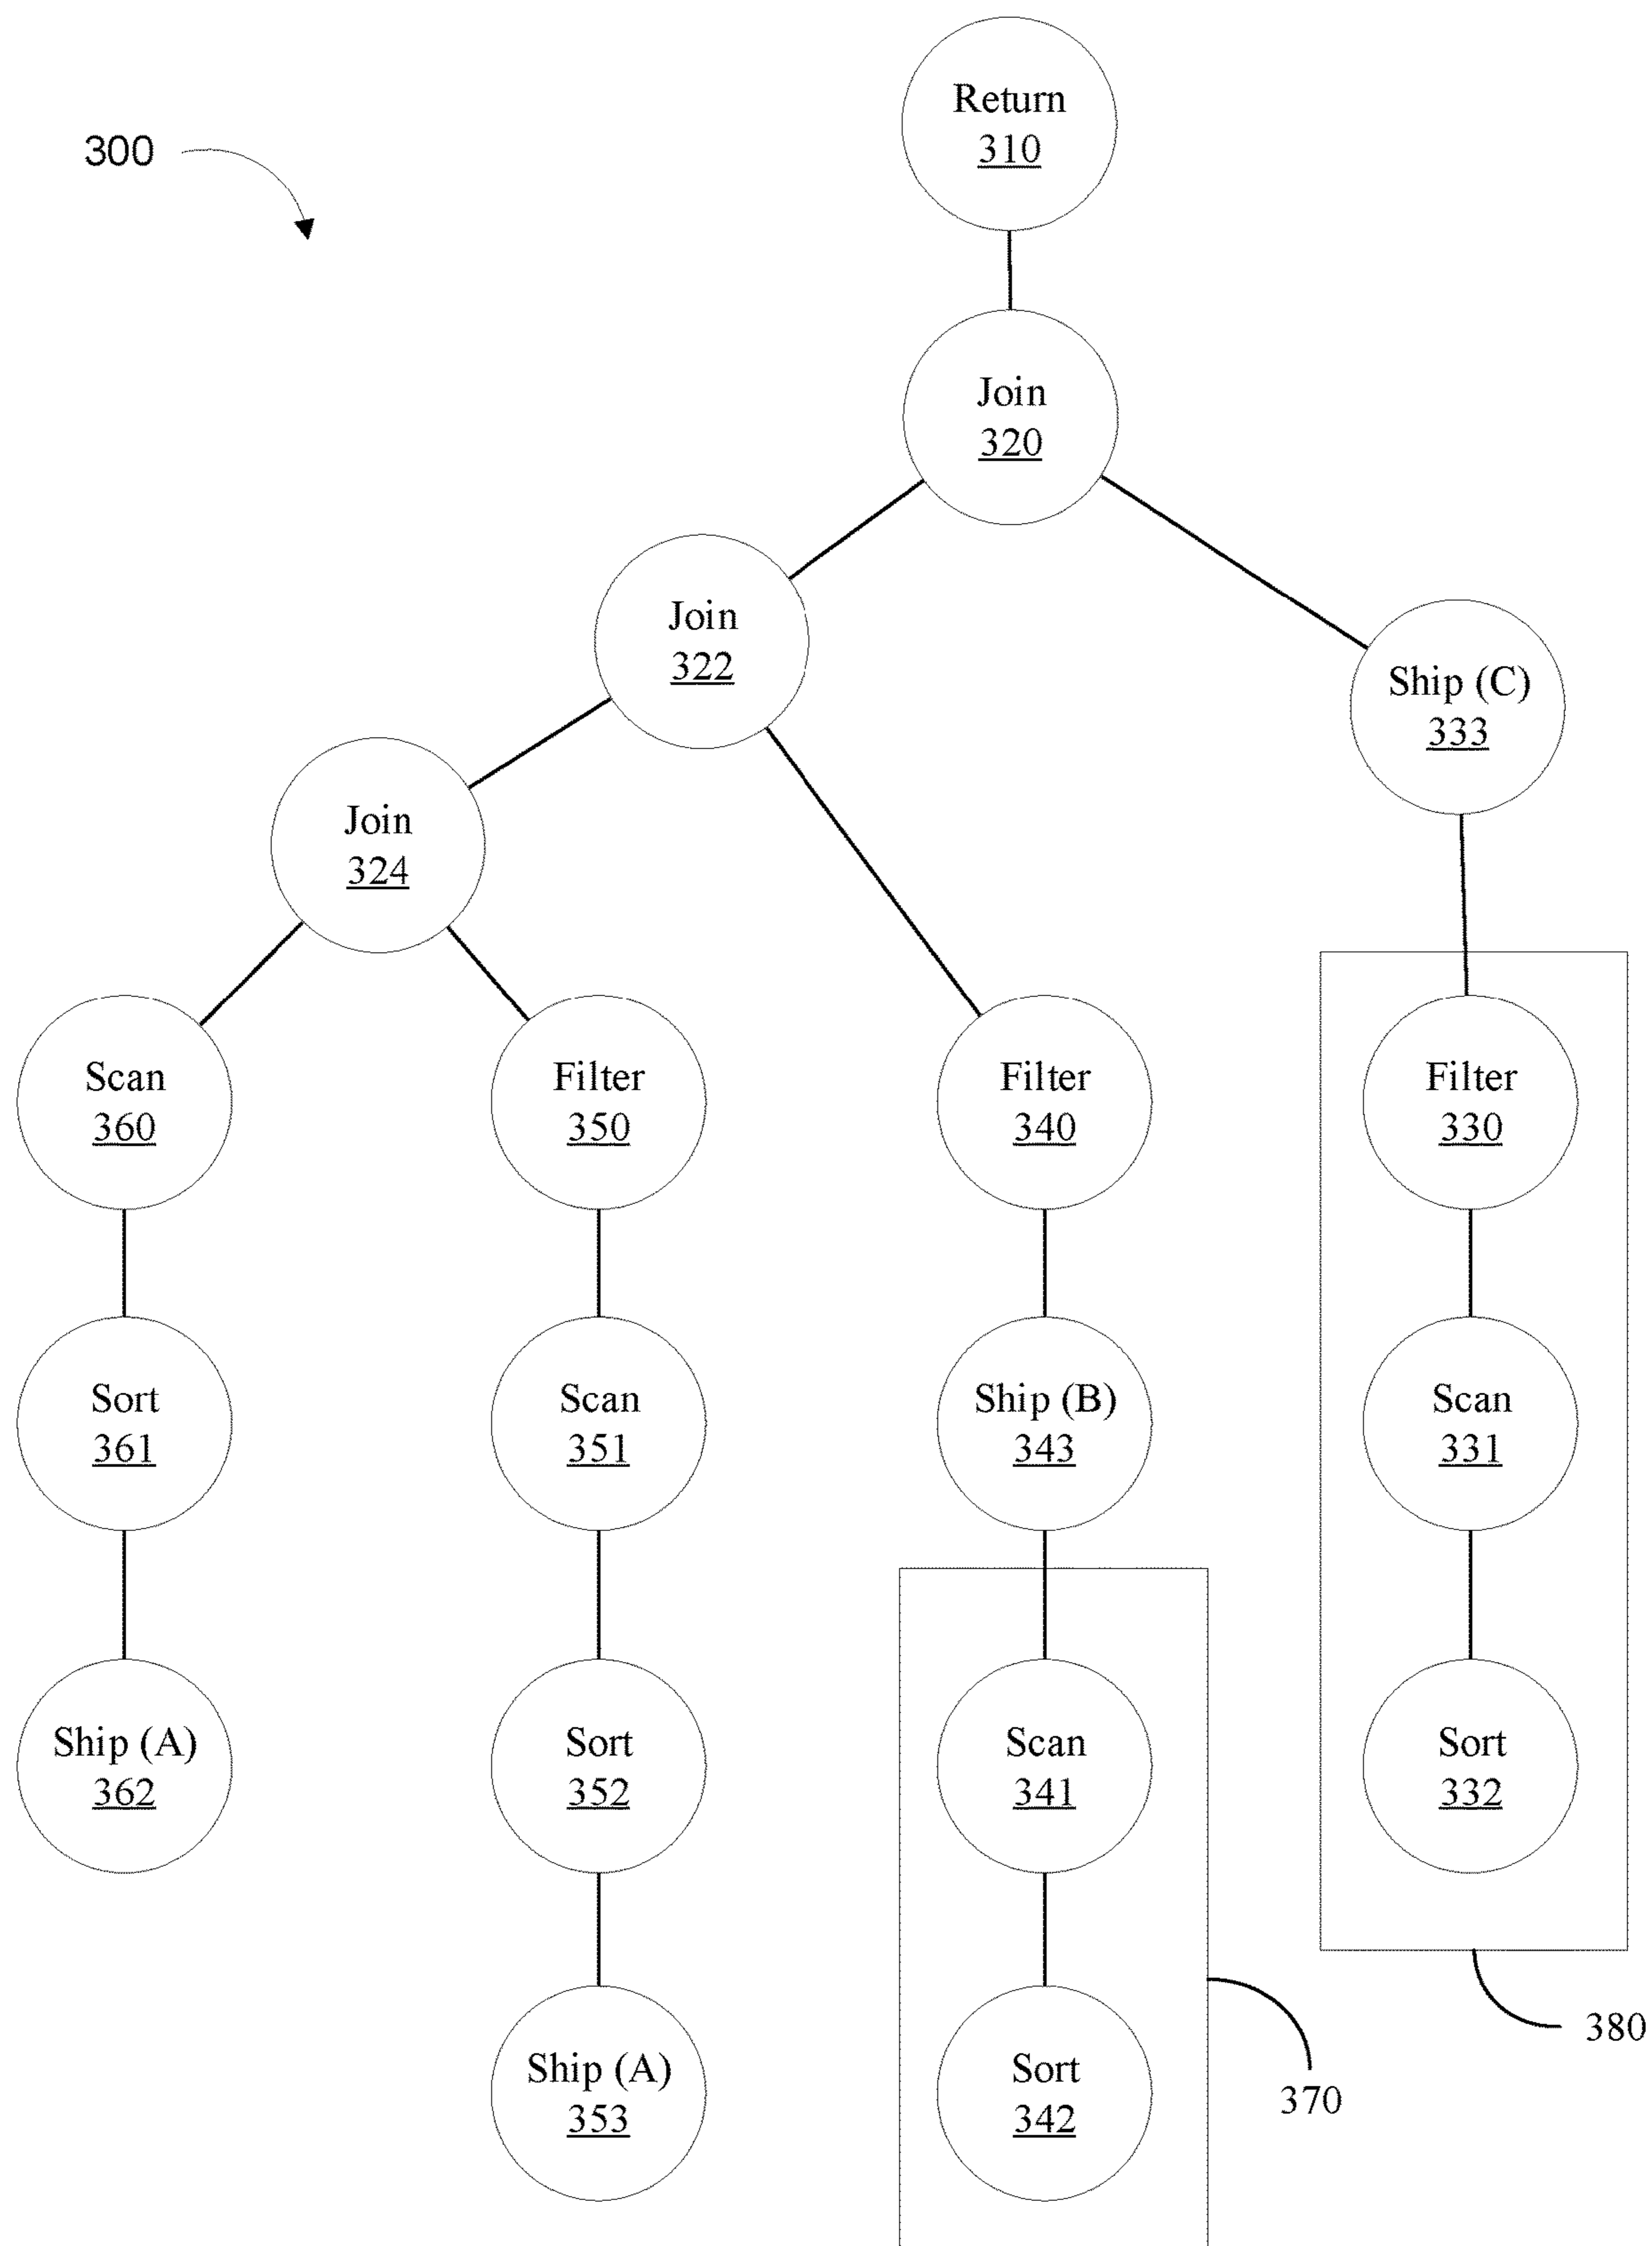 Return
310
300
Join
320
Join
322
Ship (C)
333
Join
324
Scan
360
Filter
350
Filter
340
Filter
330
Sort
361
Scan
351
Ship (B)
343
Scan
331
Ship (A)
362
Sort
352
Scan
341
Sort
332
380
Ship (A)
353
Sort
342
370